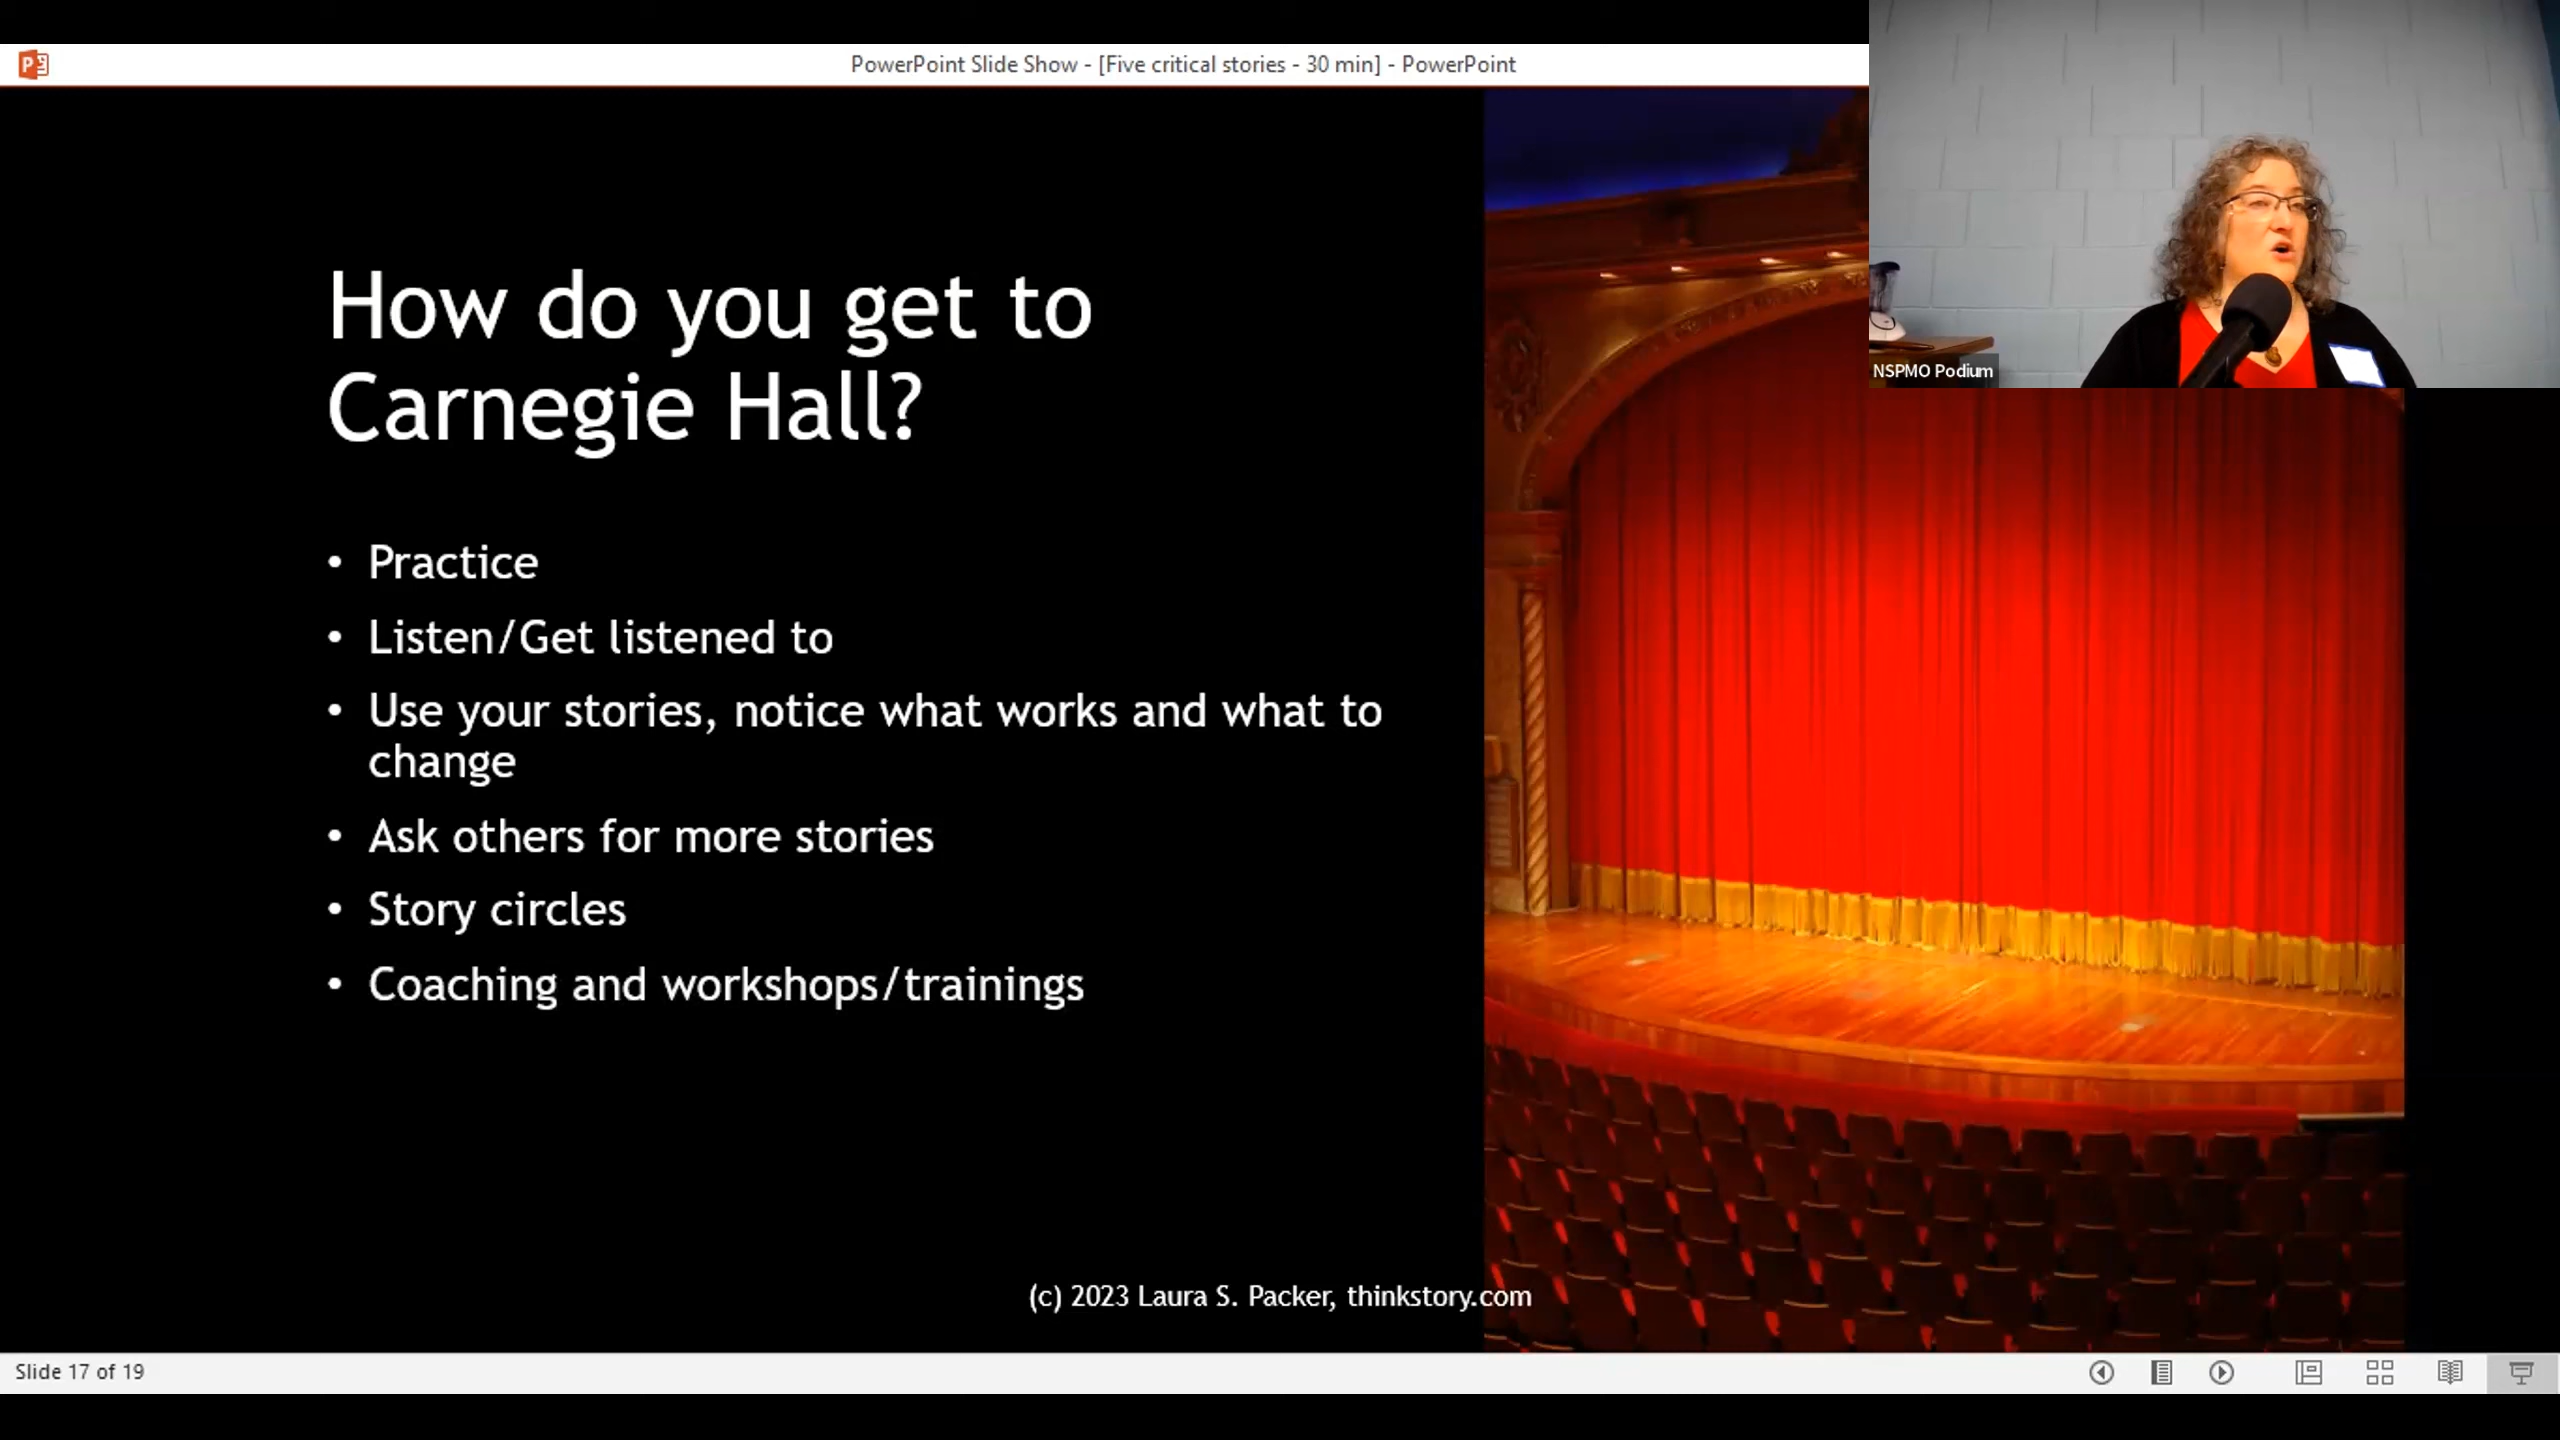 PowerPoint Slide Show - [Five critical stories - 30 min] - PowerPoint
NSPMO Podium
How do you get to
Carnegie Hall?
• Practice
• Listen/Get listened to
• Use your stories, notice what works and what to
change
• Ask others for more stories
• Story circles
• Coaching and workshops/trainings
(c) 2023 Laura S. Packer, thinkstory.com
Slide 17 of 19